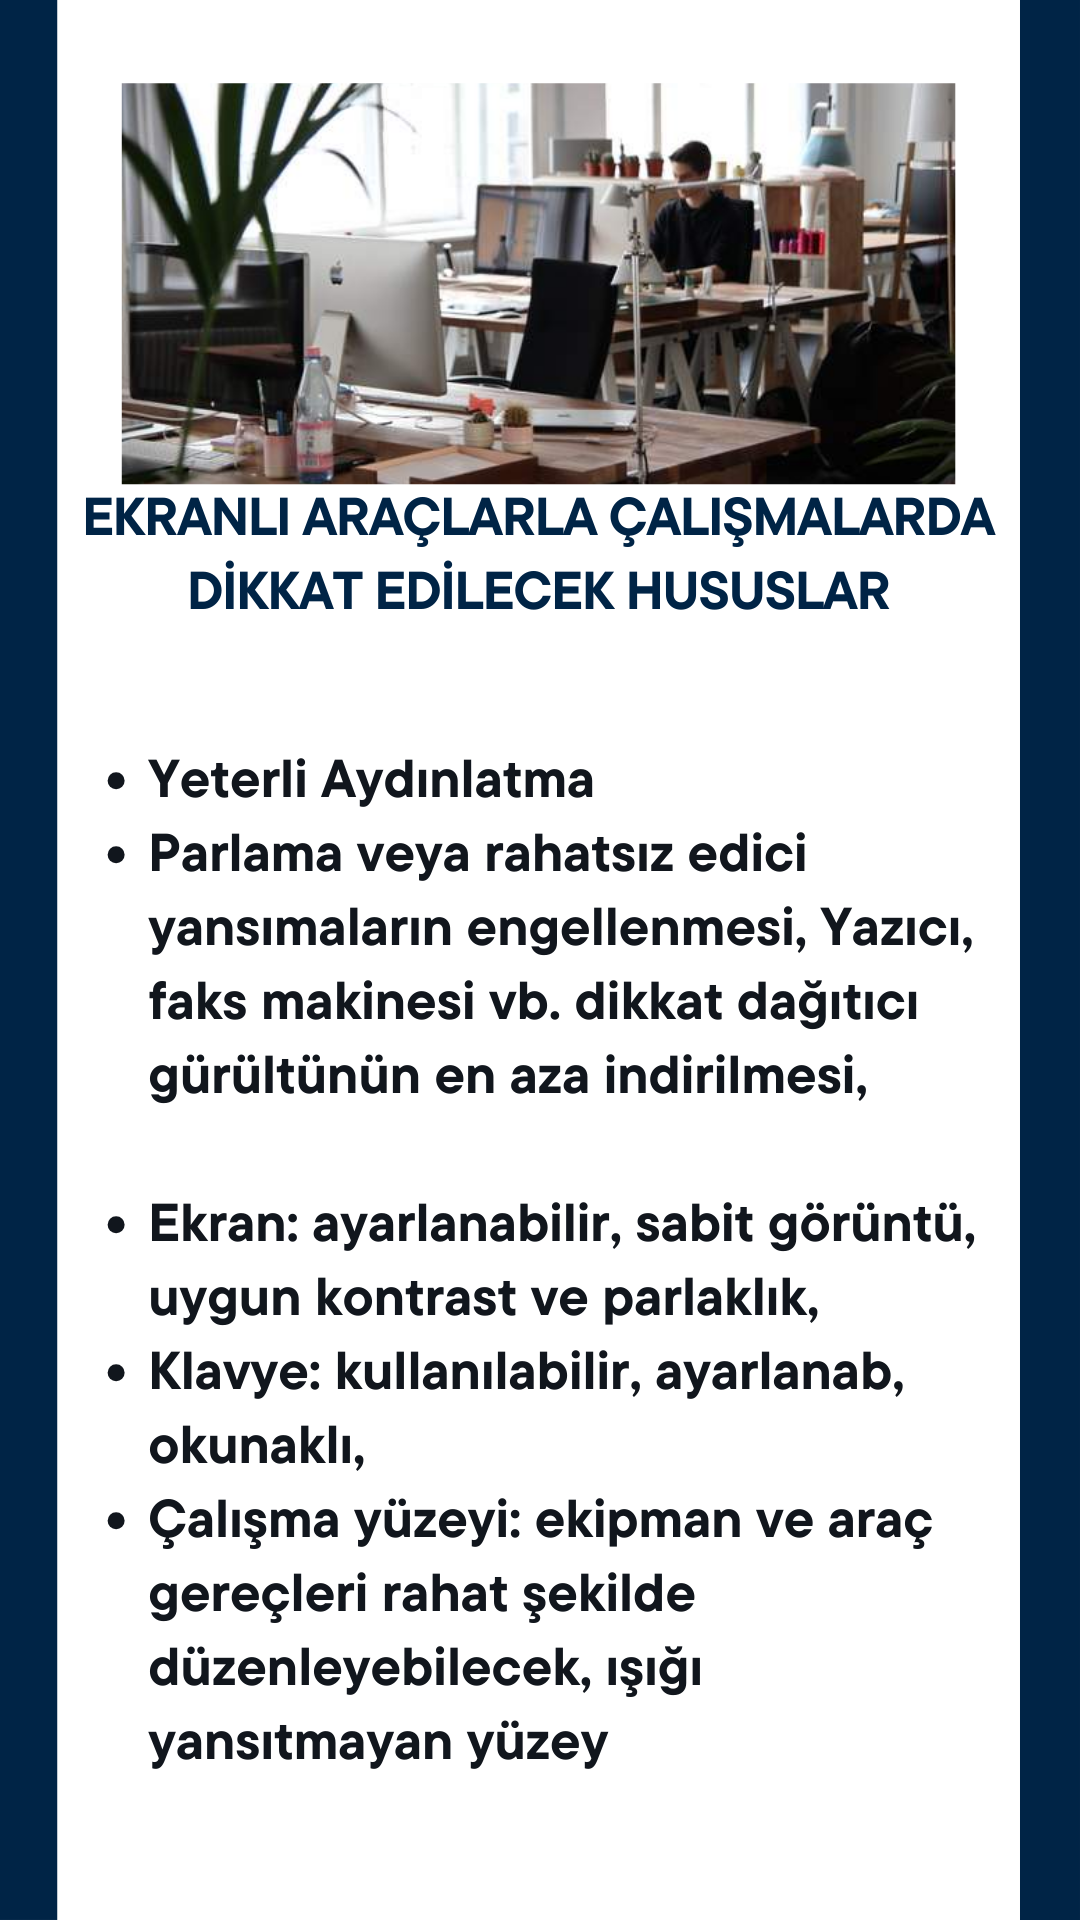 EKRANLI ARAÇLARLA ÇALIŞMALARDA
DİKKAT EDİLECEK HUSUSLAR
• Yeterli Aydınlatma
• Parlama veya rahatsız edici
yansımaların engellenmesi, Yazıcı,
faks makinesi vb. dikkat dağıtıcı
gürültünün en aza indirilmesi,
• Ekran: ayarlanabilir, sabit görüntü,
uygun kontrast ve parlaklık,
• Klavye: kullanılabilir, ayarlanab,
okunaklı,
• Çalışma yüzeyi: ekipman ve araç
gereçleri rahat şekilde
düzenleyebilecek, ışığı
yansıtmayan yüzey